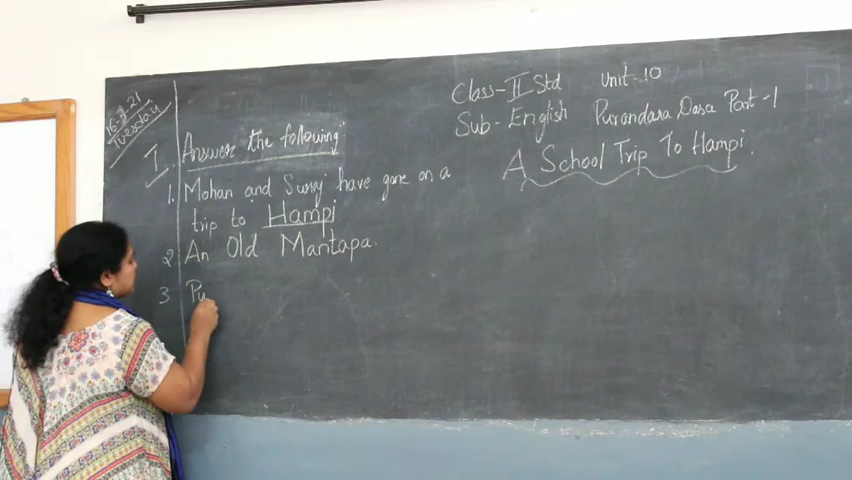 16-3-21
Tuesday
Class-II Std Unit-10
Sub-English Purandara Dasa Part-1
A School Trip To Hampi.
I. Answer the following:
1. Mohan and Suraj have gone on a
trip to Hampi
2 An Old Mantapa.
3 Pu